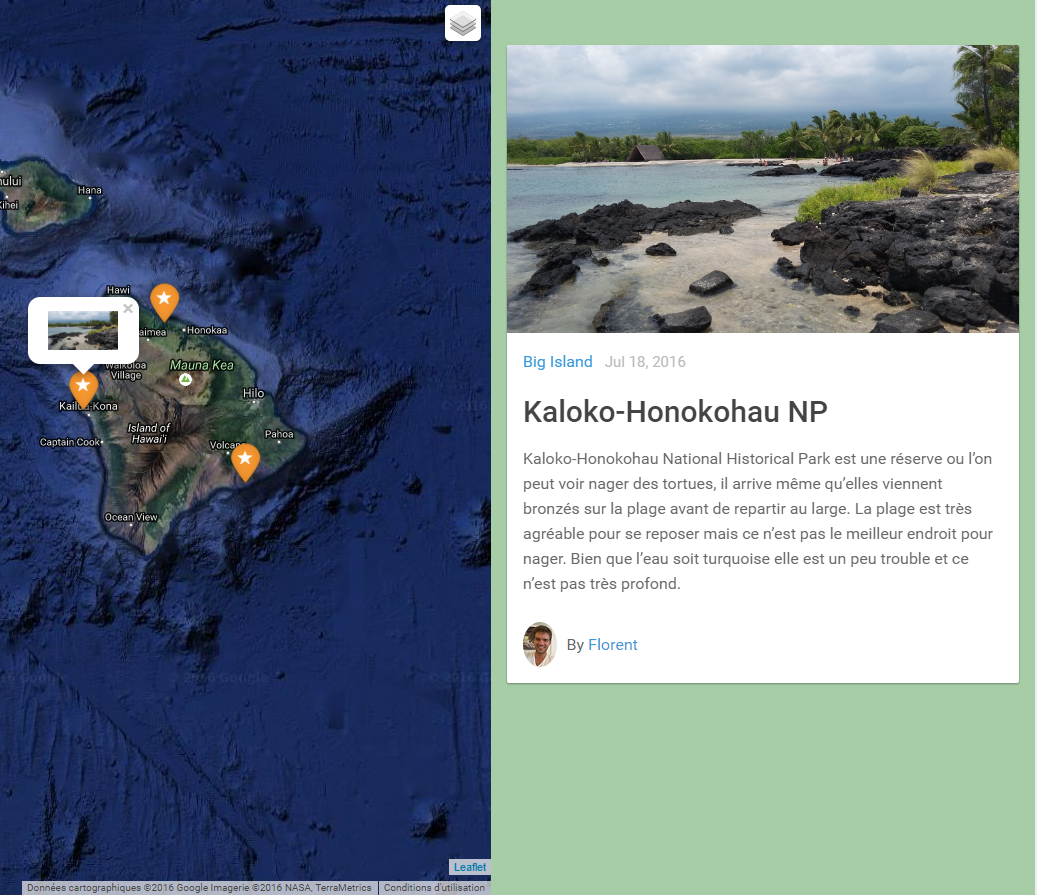 nului
Kihei
Hana
Hawi
aimea
Honokaa
Waikoloa
Village
Mauna Kea
Hilo
Kailua-Kona
Island of
Hawai'i
Captain Cook
Pahoa
Volcano
Ocean View
2016 Google
Leaflet
Données cartographiques ©2016 Google Imagerie ©2016 NASA, TerraMetrics
Conditions d'utilisation
Big Island Jul 18, 2016
Kaloko-Honokohau NP
Kaloko-Honokohau National Historical Park est une réserve ou l’on
peut voir nager des tortues, il arrive même qu’elles viennent
bronzés sur la plage avant de repartir au large. La plage est très
agréable pour se reposer mais ce n’est pas le meilleur endroit pour
nager. Bien que l’eau soit turquoise elle est un peu trouble et ce
n’est pas très profond.
By Florent